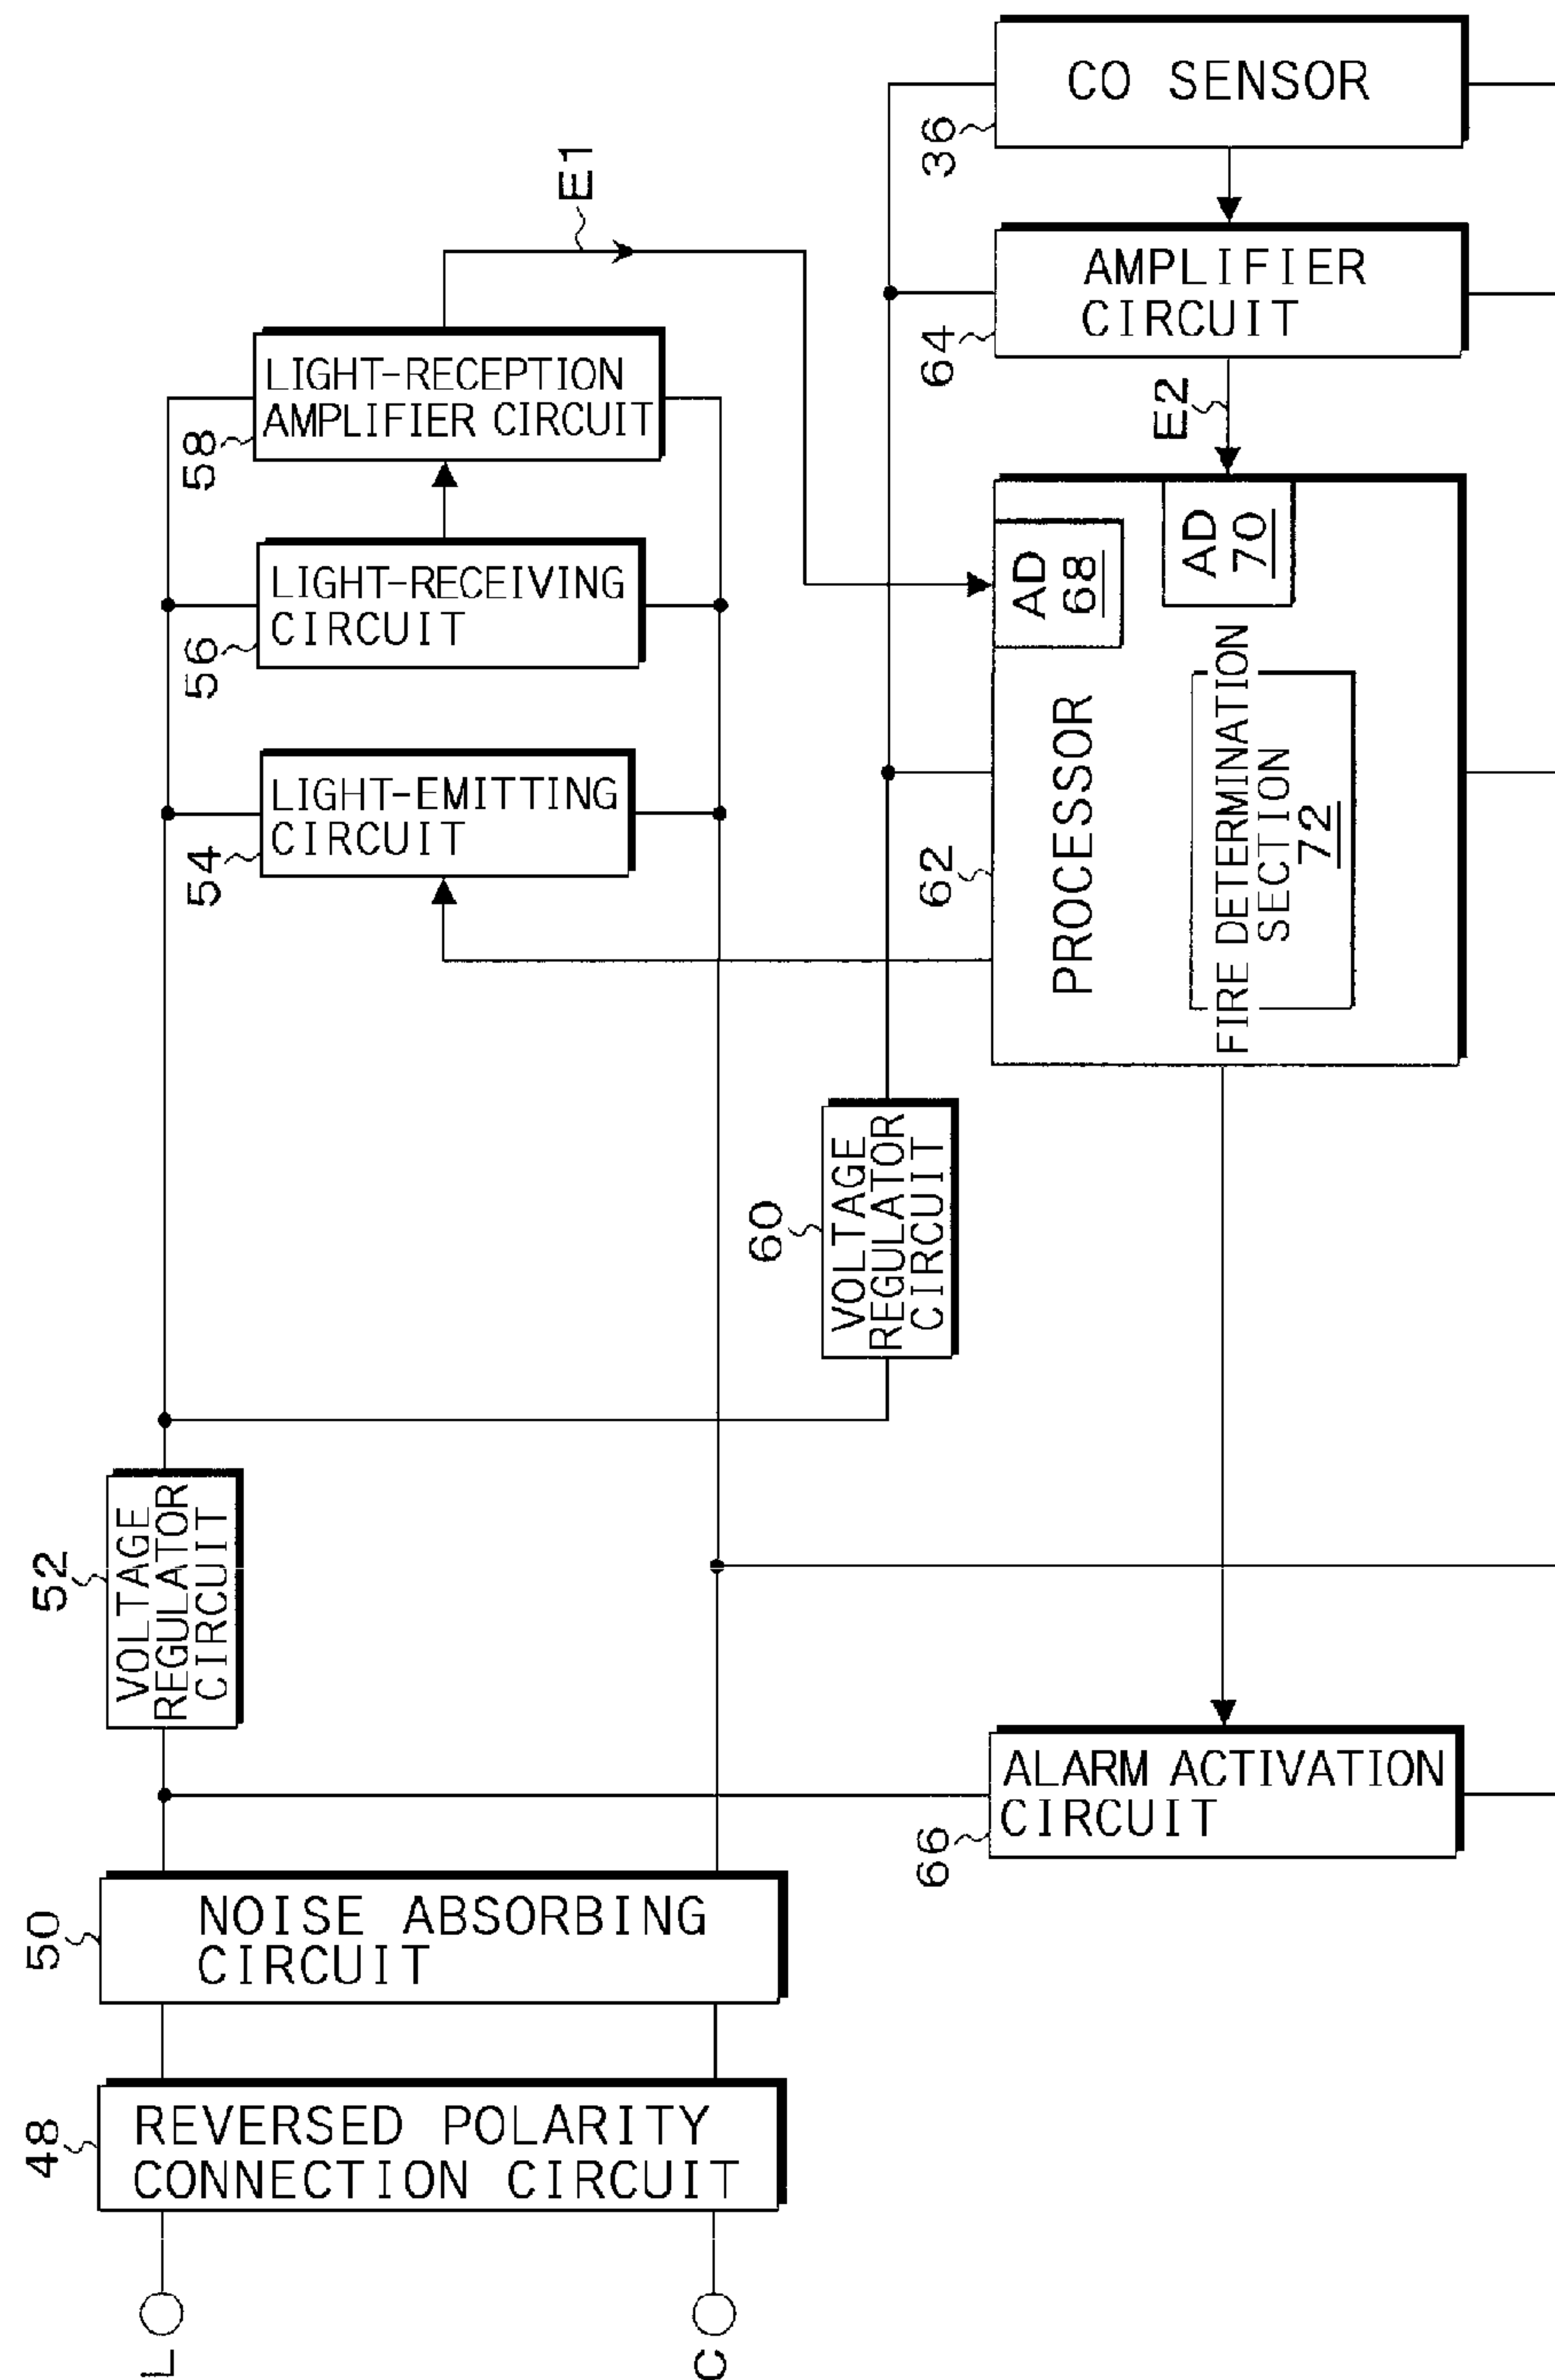 CO SENSOR
36
E1
AMPLIFIER
CIRCUIT
64
LIGHT-RECEPTION
AMPLIFIER CIRCUIT
58
E2
LIGHT-RECEIVING
CIRCUIT
56
AD
68
AD
70
LIGHT-EMITTING
CIRCUIT
54
PROCESSOR
62
FIRE DETERMINATION
SECTION
72
VOLTAGE
REGULATOR
CIRCUIT
60
VOLTAGE
REGULATOR
CIRCUIT
52
ALARM ACTIVATION
CIRCUIT
66
NOISE ABSORBING
CIRCUIT
50
REVERSED POLARITY
CONNECTION CIRCUIT
48
L
C